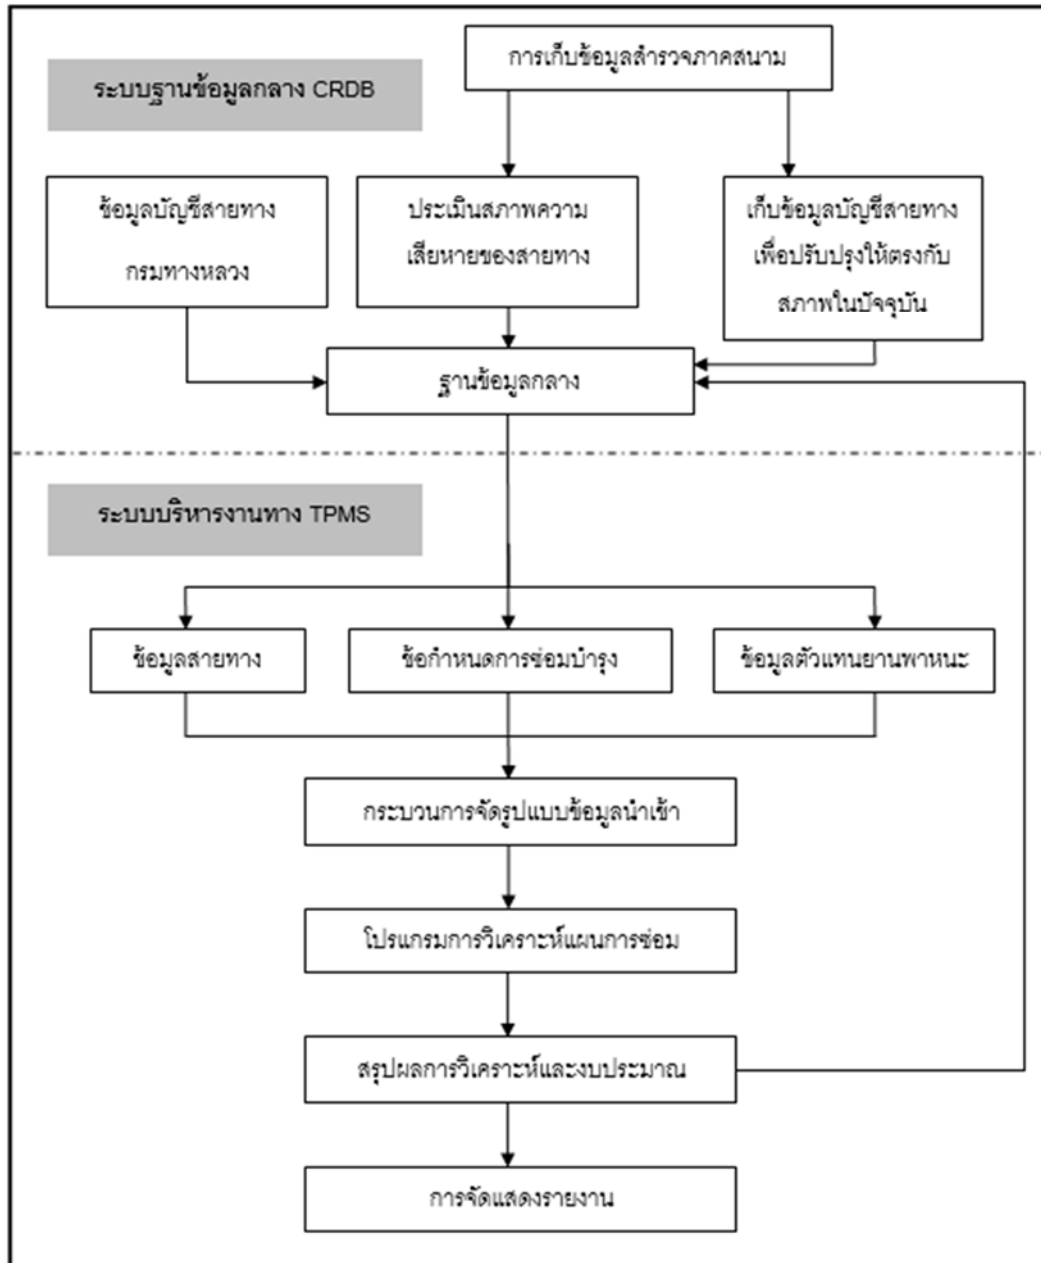 การเก็บข้อมูลสำรวจภาคสนาม
ระบบฐานข้อมูลกลาง CRDB
ข้อมูลบัญชีสายทาง
กรมทางหลวง
ประเมินสภาพความ
เสียหายของสายทาง
เก็บข้อมูลบัญชีสายทาง
เพื่อปรับปรุงให้ตรงกับ
สภาพในปัจจุบัน
ฐานข้อมูลกลาง
ระบบบริหารงานทาง TPMS
ข้อมูลสายทาง
ข้อกำหนดการซ่อมบำรุง
ข้อมูลตัวแทนยานพาหนะ
กระบวนการจัดรูปแบบข้อมูลนำเข้า
โปรแกรมการวิเคราะห์แผนการซ่อม
สรุปผลการวิเคราะห์และงบประมาณ
การจัดแสดงรายงาน